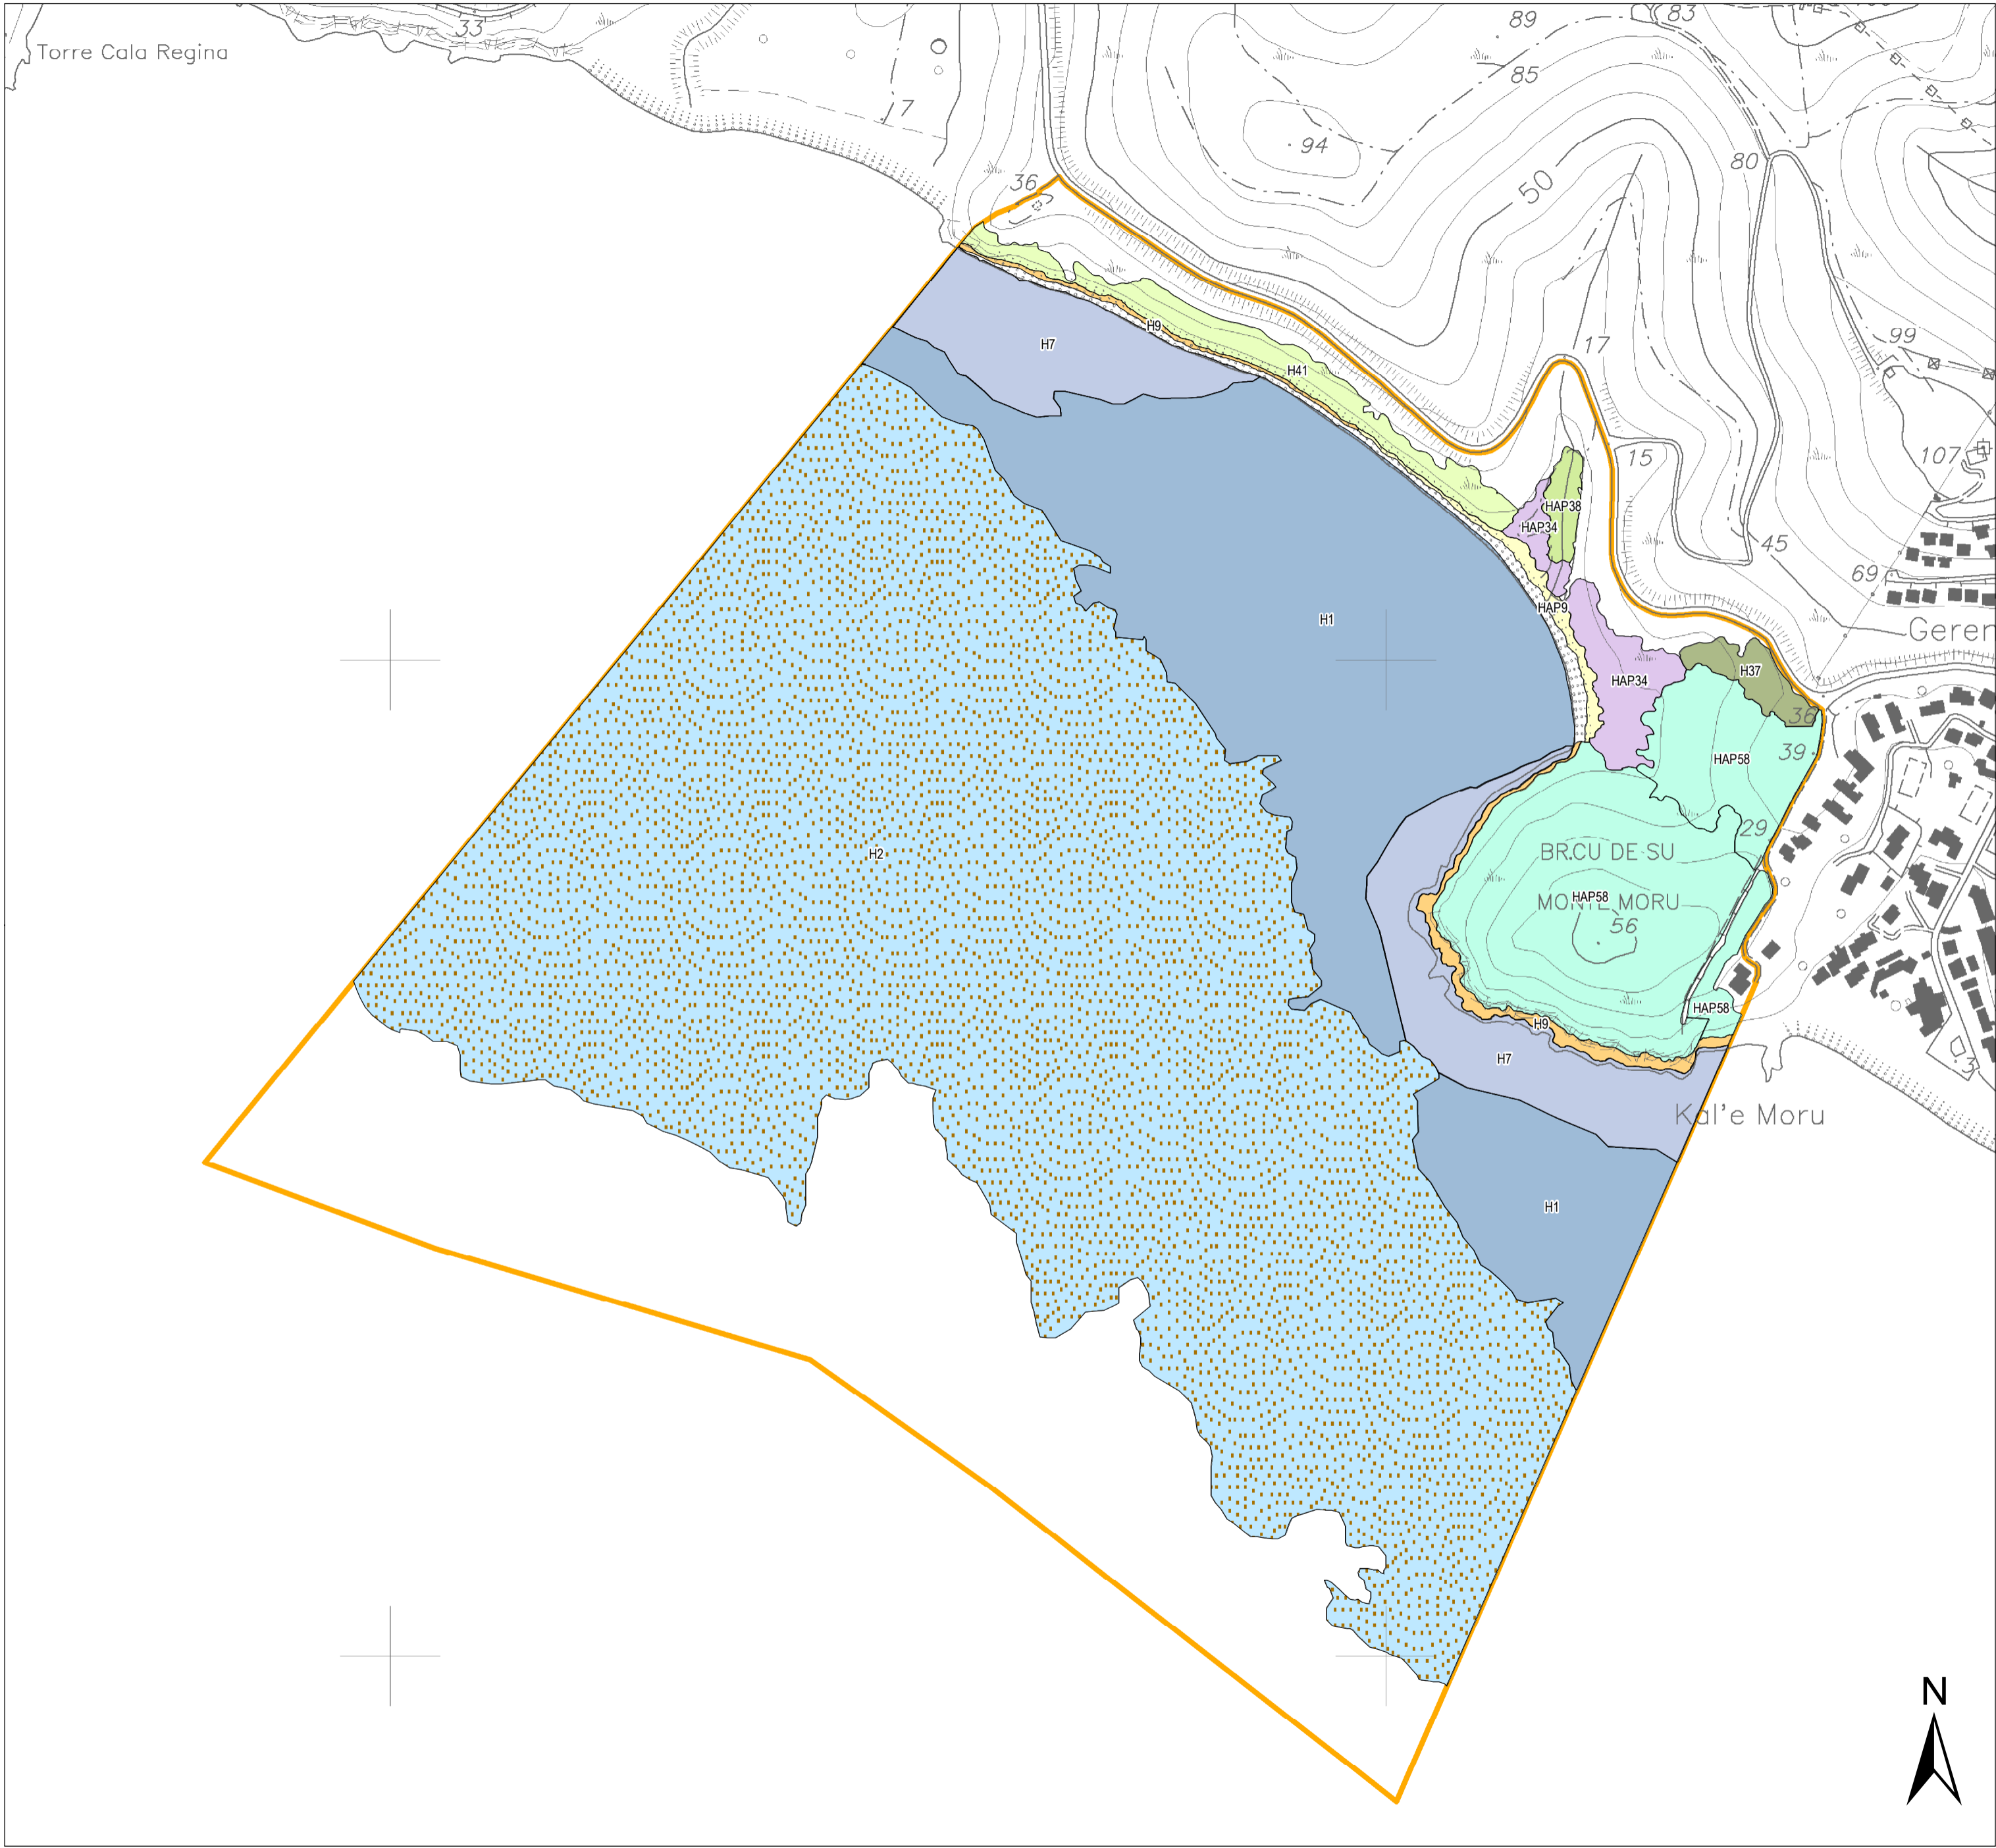 Torre Cala Regina
33
7
36
89
83
85
94
50
80
17
99
107
15
45
69
Geren
H7
H9
H41
HAP38
HAP34
HAP9
H1
HAP34
H37
36
39
HAP58
29
H2
BR.CU DE SU
HAP58
MONTE MORU
56
HAP58
H9
H7
3
Kal'e Moru
H1
N